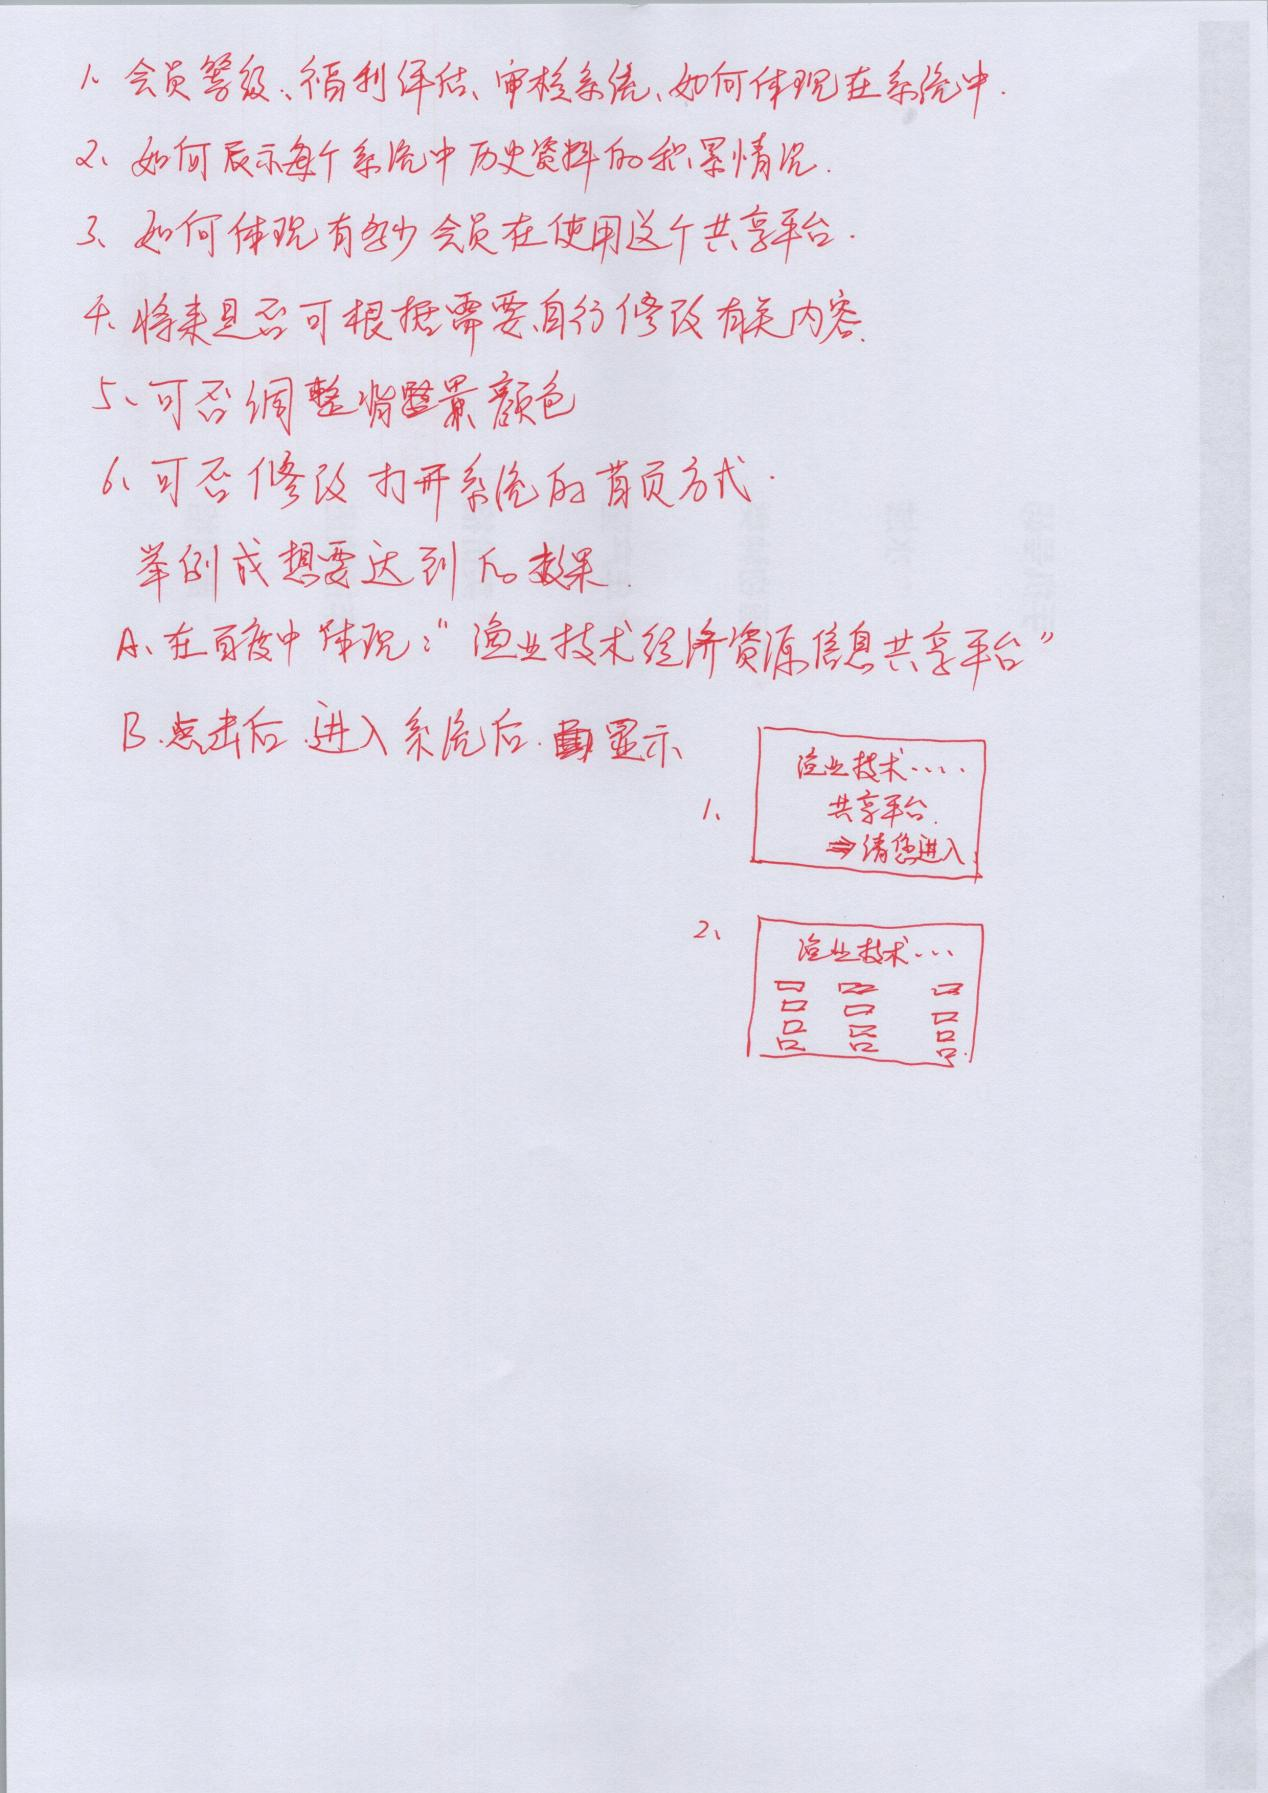 1、会员等级、福利评估、审核系统、如何体现在系统中.
2、如何展示每个系统中历史资料的积累情况.
3、如何体现有多少会员在使用这个共享平台.
4、将来是否可根据需要、自行修改有关内容.
5、可否调整背景颜色
6、可否修改打开系统的首页方式.
举例或想要达到的效果.
A、在百度中体现:"渔业技术经济资源信息共享平台"
B.点击后.进入系统后.显示
1、
渔业技术....
共享平台.
⇒请您进入
2、
渔业技术...